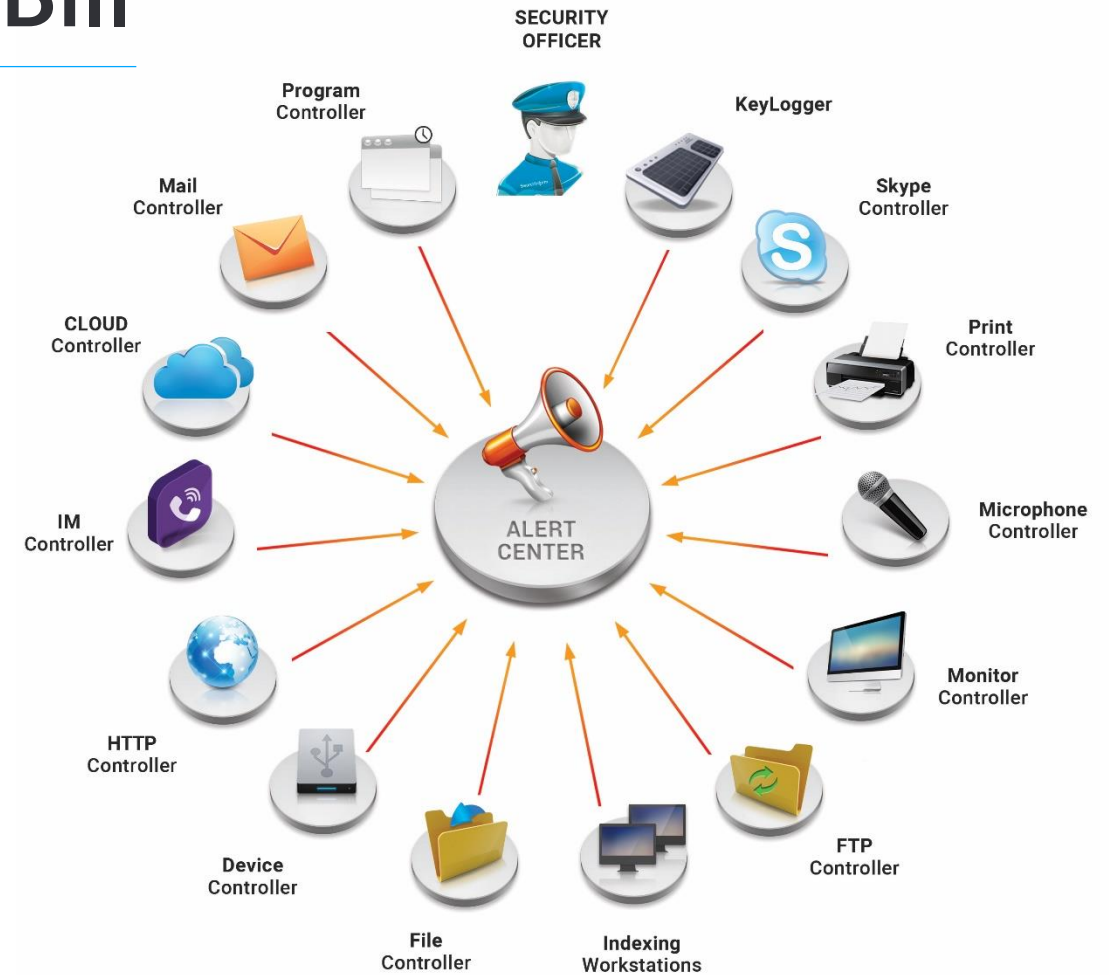 Bill
SECURITY
OFFICER
Program
Controller
KeyLogger
Mail
Controller
Skype
Controller
CLOUD
Controller
Print
Controller
IM
Controller
ALERT
CENTER
Microphone
Controller
HTTP
Controller
Monitor
Controller
Device
Controller
FTP
Controller
File
Controller
Indexing
Workstations
S